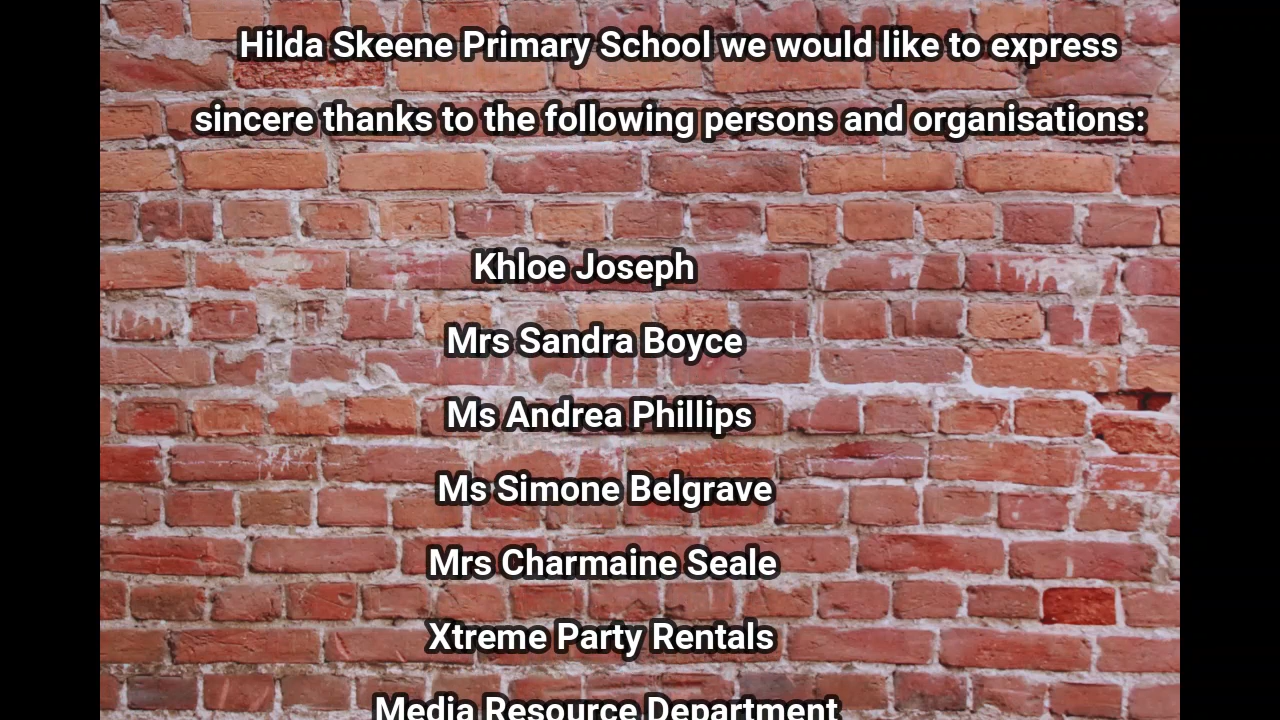 Hilda Skeene Primary School we would like to express
sincere thanks to the following persons and organisations:
Khloe Joseph
Mrs Sandra Boyce
Ms Andrea Phillips
Ms Simone Belgrave
Mrs Charmaine Seale
Xtreme Party Rentals
Media Resource Department